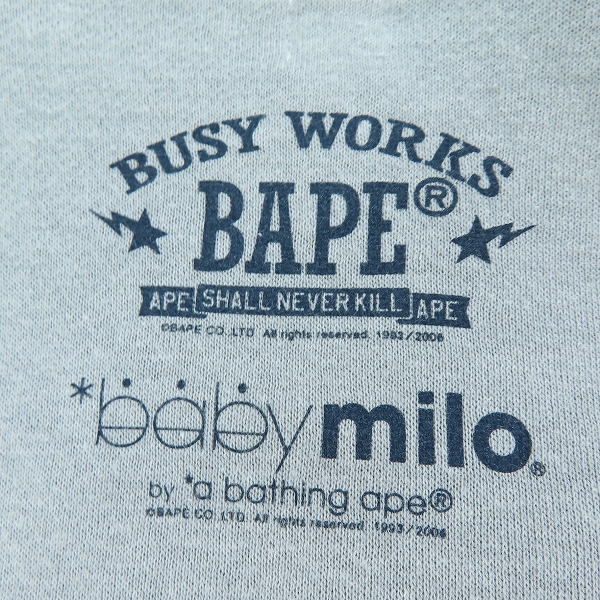 BUSY WORKS
BAPE®
APE SHALL NEVER KILL APE
©BAPE CO.,LTD. All rights reserved. 1993/2006
*baby milo®
by *a bathing ape®
©BAPE CO.,LTD. All rights reserved. 1993/2006